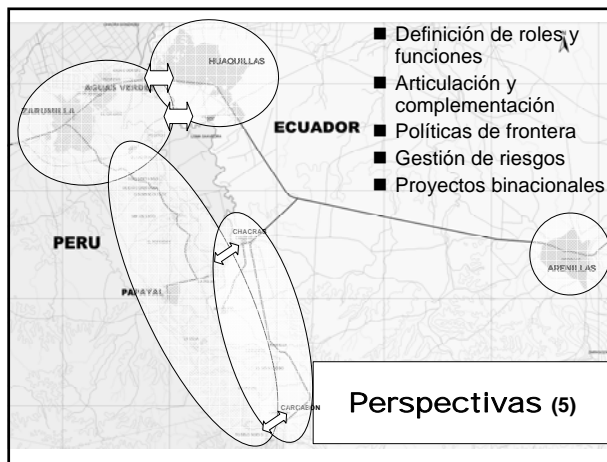 ■ Definición de roles y
funciones
■ Articulación y
complementación
■ Políticas de frontera
■ Gestión de riesgos
■ Proyectos binacionales
HUAQUILLAS
AGUAS VERDES
ZARUMILLA
ECUADOR
PERU
CHACRAS
PAPAYAL
ARENILLAS
CARCABON
Perspectivas (5)